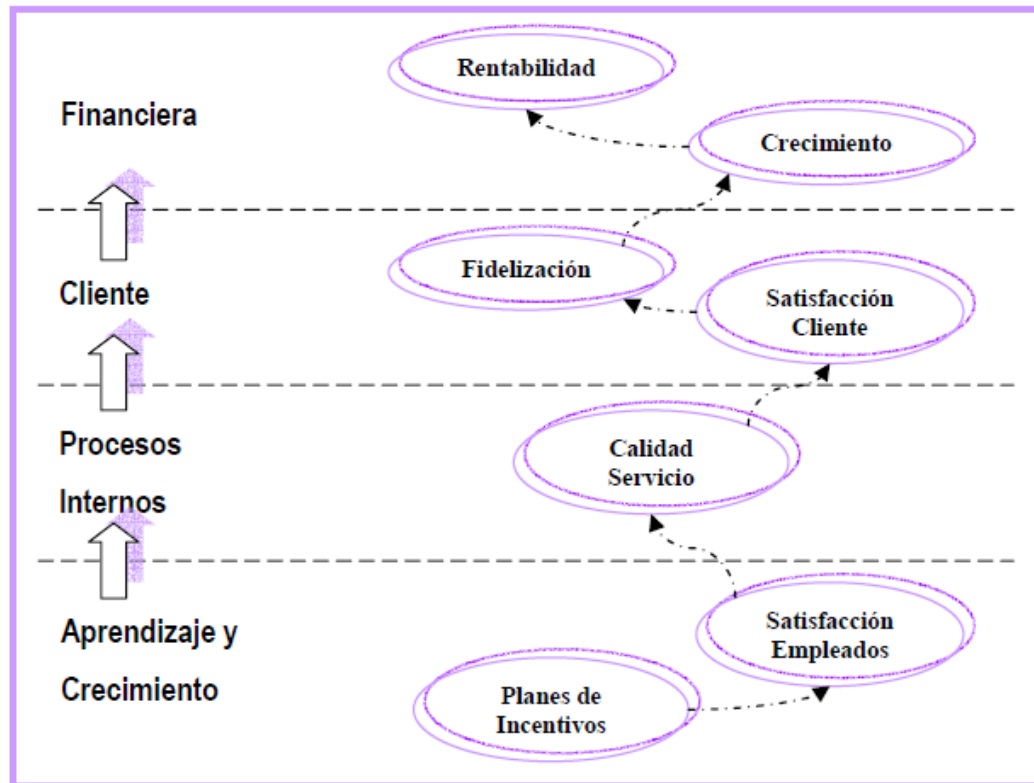 Rentabilidad
Financiera
Crecimiento
Fidelización
Cliente
Satisfacción
Cliente
Procesos
Internos
Calidad
Servicio
Aprendizaje y
Crecimiento
Satisfacción
Empleados
Planes de
Incentivos